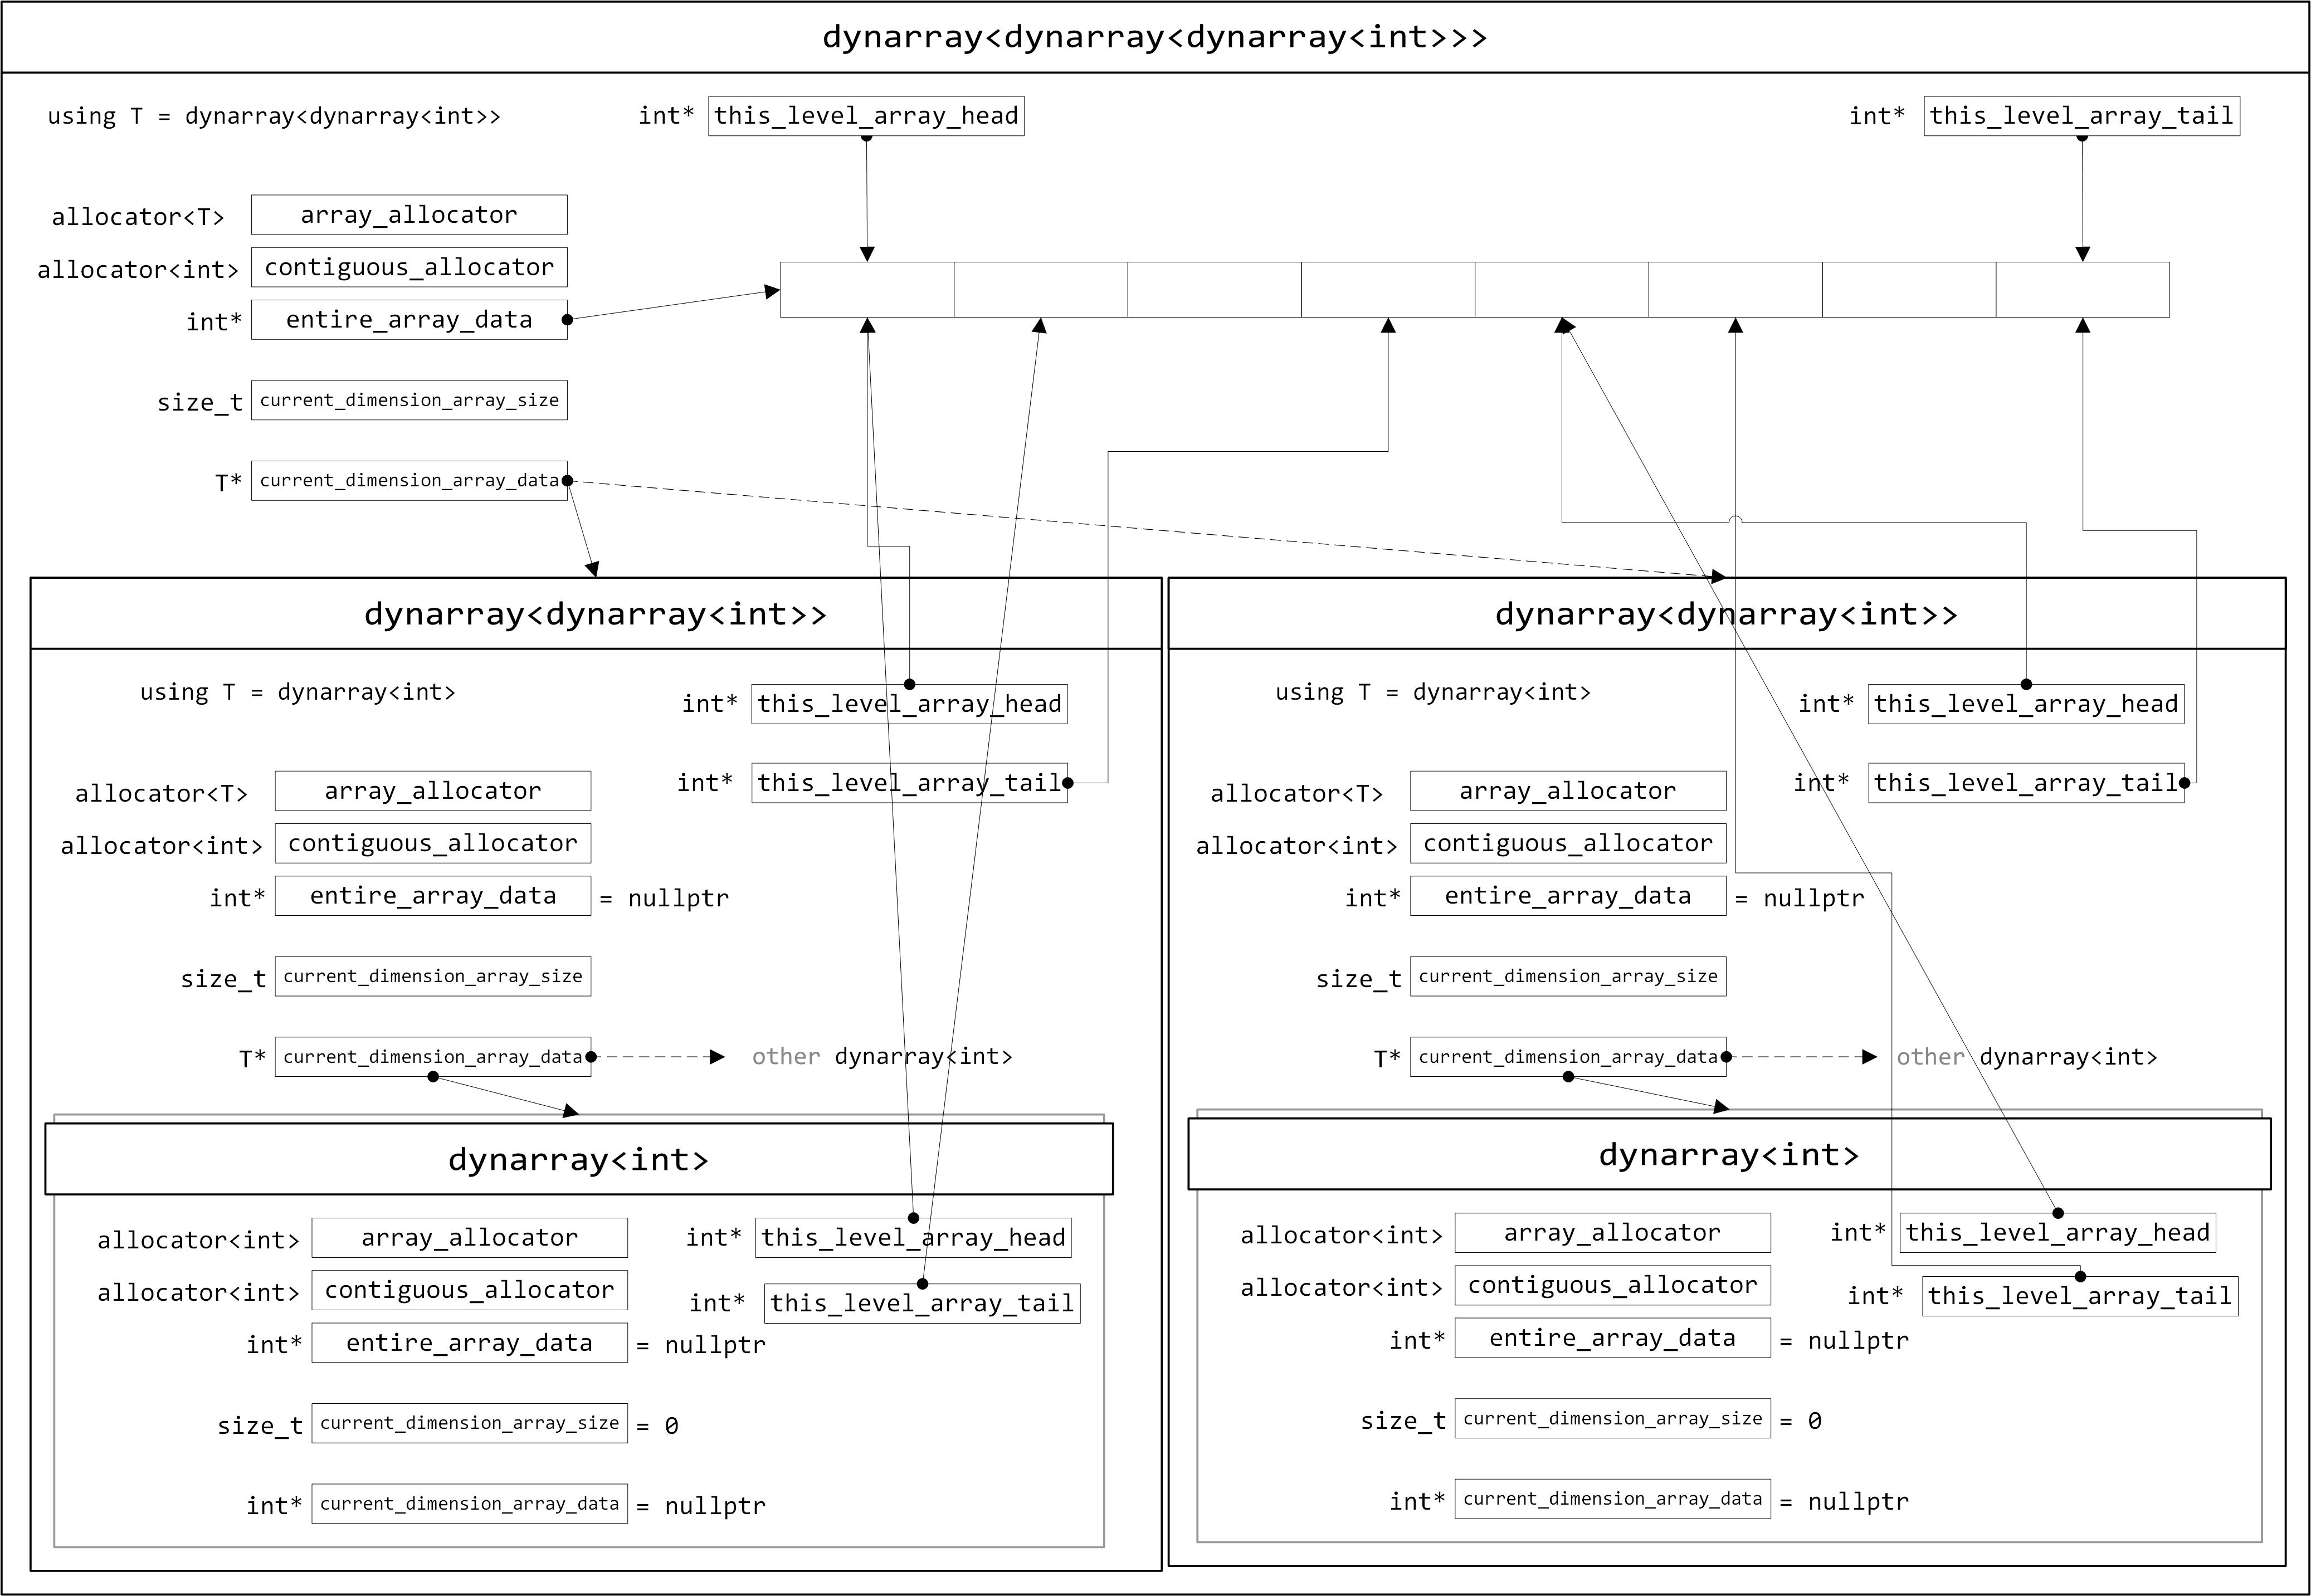 dynarray<dynarray<dynarray<int>>>
using T = dynarray<dynarray<int>>
int* this_level_array_head
int* this_level_array_tail
allocator<T> array_allocator
allocator<int> contiguous_allocator
int* entire_array_data
size_t current_dimension_array_size
T* current_dimension_array_data
dynarray<dynarray<int>>
using T = dynarray<int>
int* this_level_array_head
int* this_level_array_tail
allocator<T> array_allocator
allocator<int> contiguous_allocator
int* entire_array_data = nullptr
size_t current_dimension_array_size
T* current_dimension_array_data other dynarray<int>
dynarray<int>
allocator<int> array_allocator
int* this_level_array_head
allocator<int> contiguous_allocator
int* this_level_array_tail
int* entire_array_data = nullptr
size_t current_dimension_array_size = 0
int* current_dimension_array_data = nullptr
dynarray<dynarray<int>>
using T = dynarray<int>
int* this_level_array_head
int* this_level_array_tail
allocator<T> array_allocator
allocator<int> contiguous_allocator
int* entire_array_data = nullptr
size_t current_dimension_array_size
T* current_dimension_array_data other dynarray<int>
dynarray<int>
allocator<int> array_allocator
int* this_level_array_head
allocator<int> contiguous_allocator
int* this_level_array_tail
int* entire_array_data = nullptr
size_t current_dimension_array_size = 0
int* current_dimension_array_data = nullptr